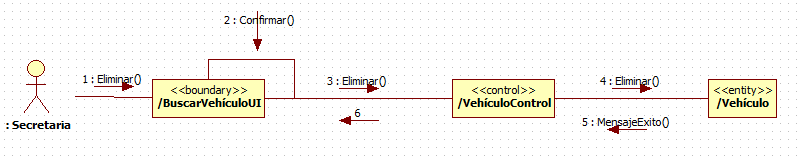 2 : Confirmar()
1 : Eliminar()
3 : Eliminar()
4 : Eliminar()
<<boundary>>
/BuscarVehículoUI
<<control>>
/VehículoControl
<<entity>>
/Vehículo
: Secretaria
6
5 : MensajeExito()